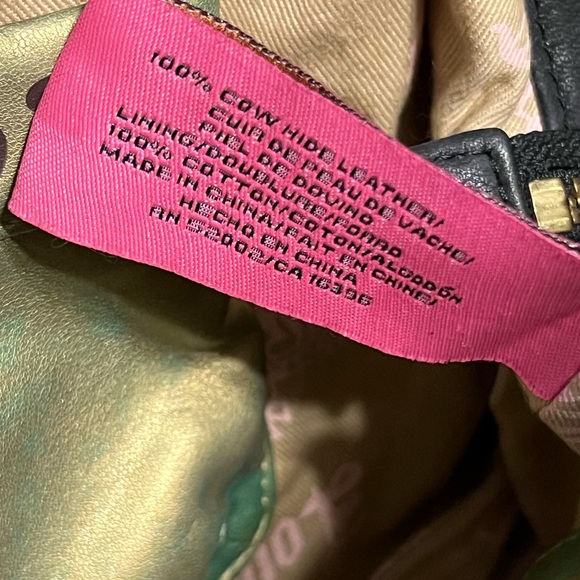 100% COW HIDE LEATHER/
CUIR DE PEAU DE VACHE/
PIEL DE BOVINO
LINING/DOUBLURE/FORRO
100% COTTON/COTON/ALGODÓN
MADE IN CHINA/FAIT EN CHINE/
HECHO EN CHINA
RN 52002/CA 16396